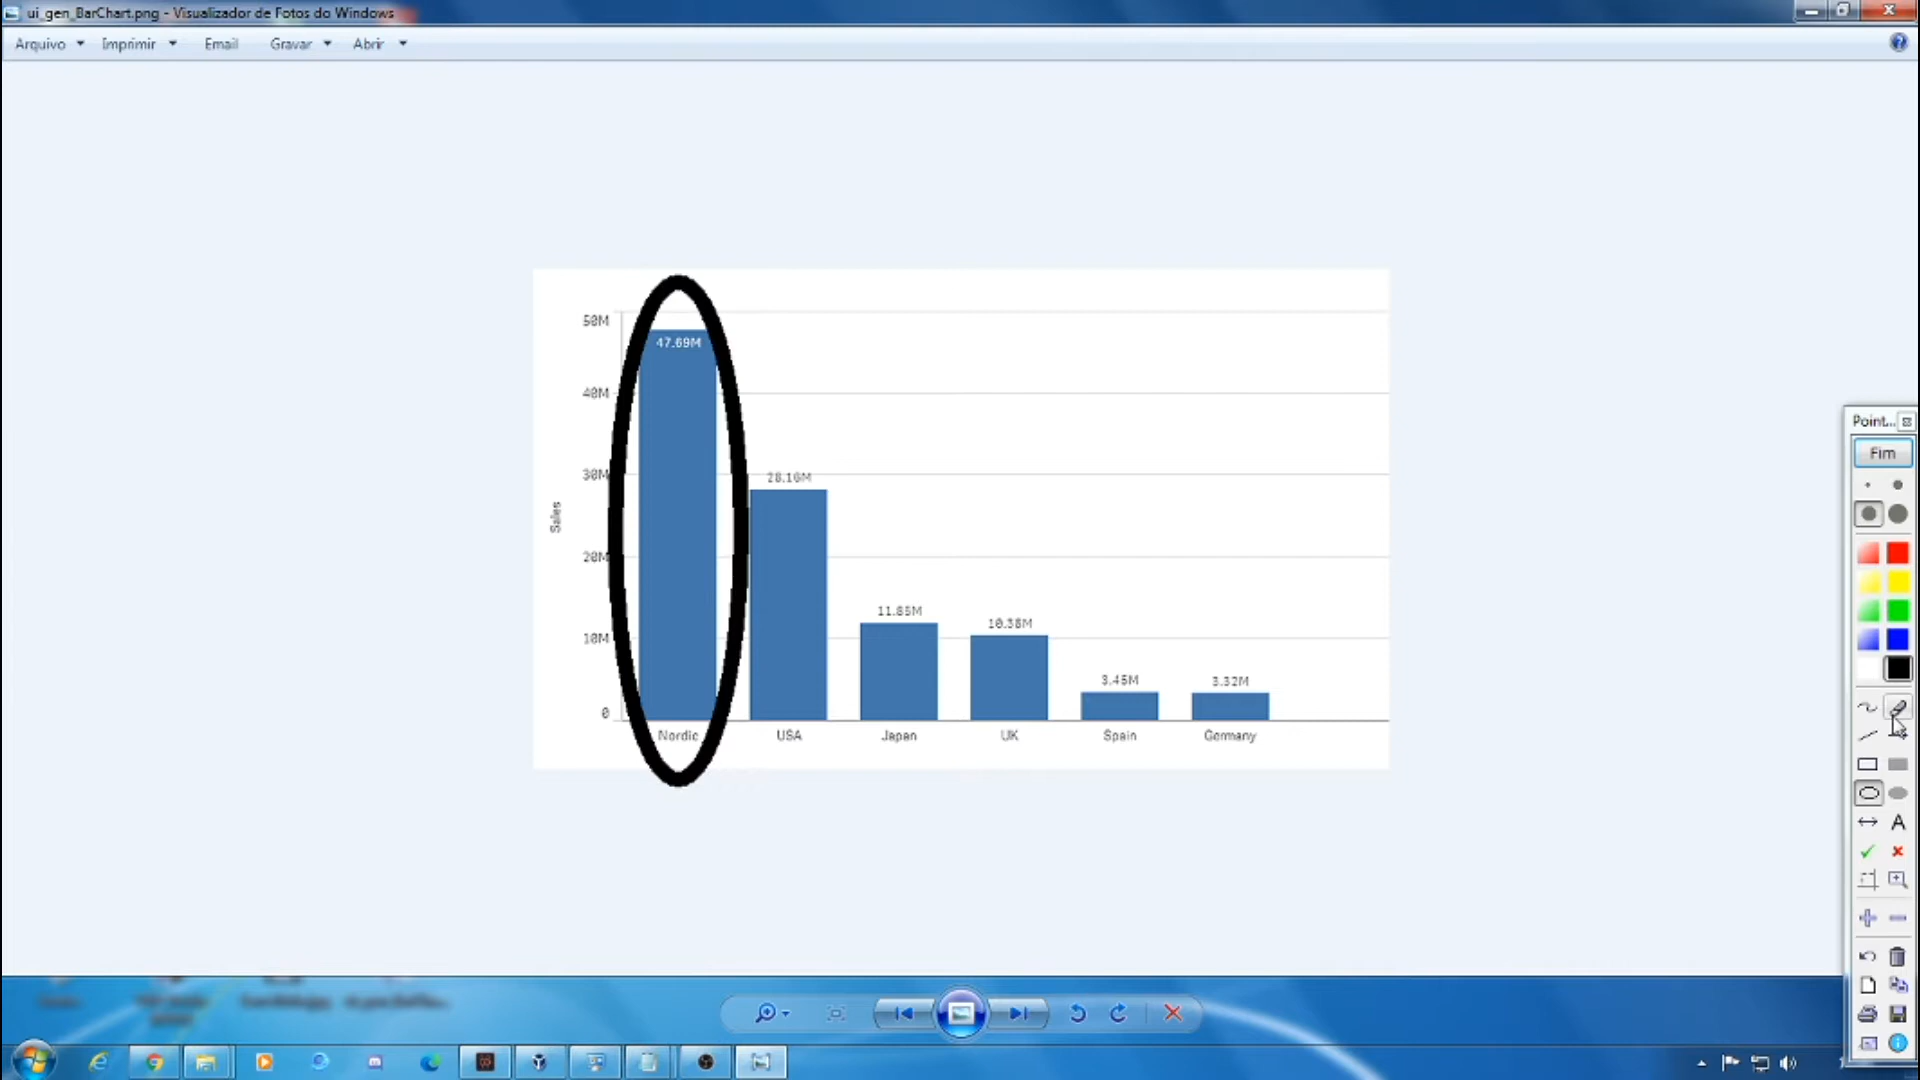 ui_gen_BarChart.png - Visualizador de Fotos do Windows
Arquivo Imprimir Email Gravar Abrir
50M
47.69M
40M
30M
28.16M
Sales
20M
11.85M
10.38M
10M
3.45M
3.32M
0
Nordic USA Japan UK Spain Germany
Point...
Fim
A